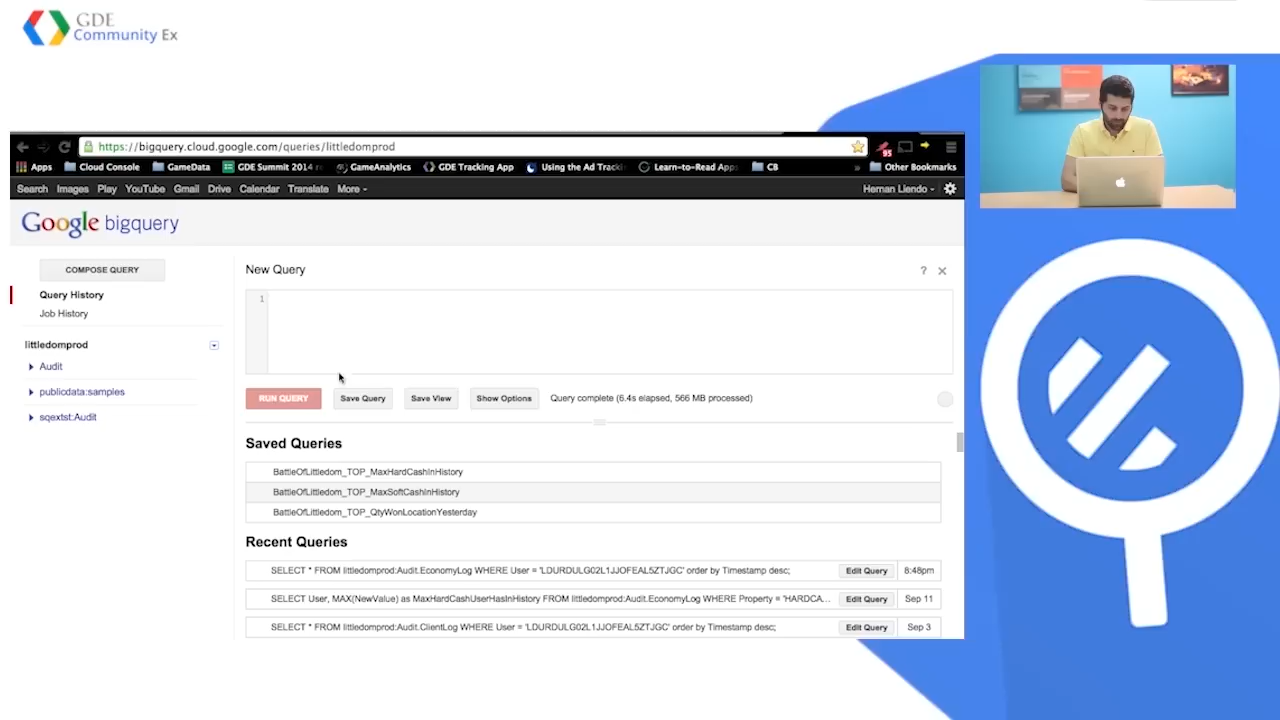 GDE
Community Ex
https://bigquery.cloud.google.com/queries/littledomprod
95
Apps Cloud Console GameData GDE Summit 2014 GameAnalytics GDE Tracking App Using the Ad Track Learn-to-Read Apps CB » Other Bookmarks
Search Images Play YouTube Gmail Drive Calendar Translate More Hernan Liendo
Google bigquery
COMPOSE QUERY
Query History
Job History
littledomprod
Audit
publicdata:samples
sqextst:Audit
New Query ? ×
1
RUN QUERY Save Query Save View Show Options Query complete (6.4s elapsed, 566 MB processed)
Saved Queries
BattleOfLittledom_TOP_MaxHardCashInHistory
BattleOfLittledom_TOP_MaxSoftCashInHistory
BattleOfLittledom_TOP_QtyWonLocationYesterday
Recent Queries
SELECT * FROM littledomprod:Audit.EconomyLog WHERE User = 'LDURDULG02L1JJOFEAL5ZTJGC' order by Timestamp desc; Edit Query 8:48pm
SELECT User, MAX(NewValue) as MaxHardCashUserHasInHistory FROM littledomprod:Audit.EconomyLog WHERE Property = 'HARDCA... Edit Query Sep 11
SELECT * FROM littledomprod:Audit.ClientLog WHERE User = 'LDURDULG02L1JJOFEAL5ZTJGC' order by Timestamp desc; Edit Query Sep 3